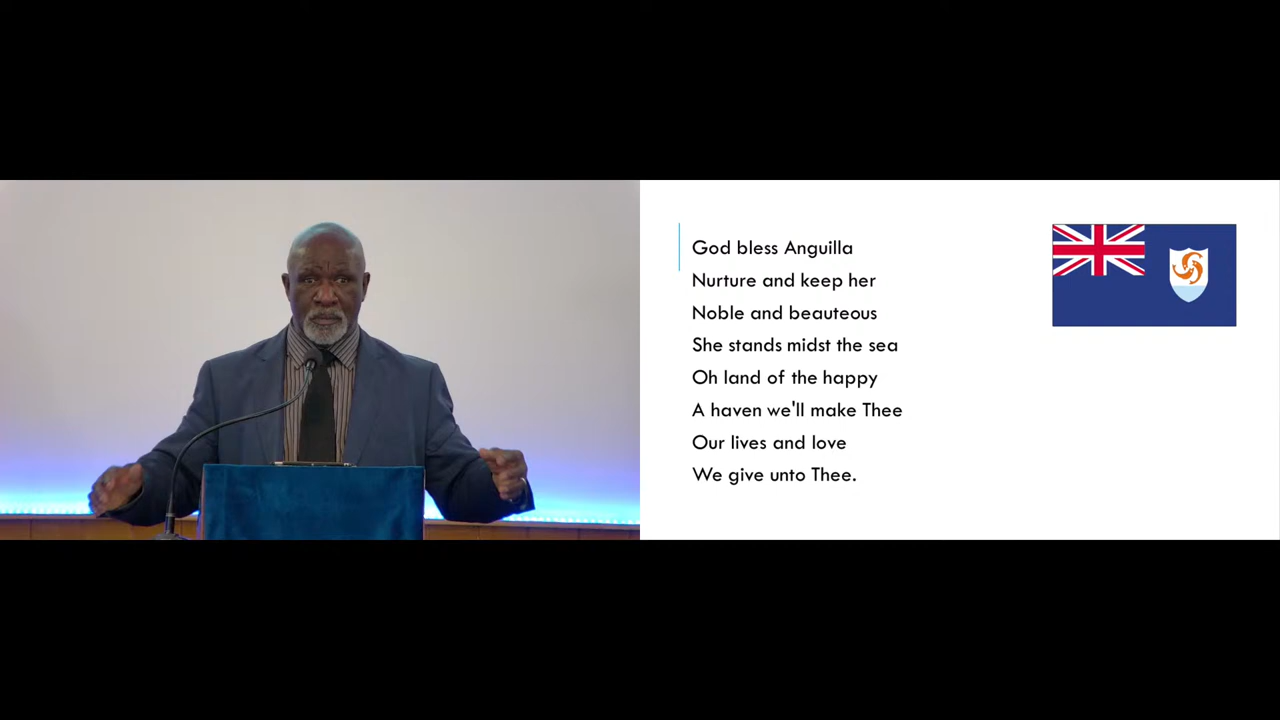 God bless Anguilla
Nurture and keep her
Noble and beauteous
She stands midst the sea
Oh land of the happy
A haven we'll make Thee
Our lives and love
We give unto Thee.